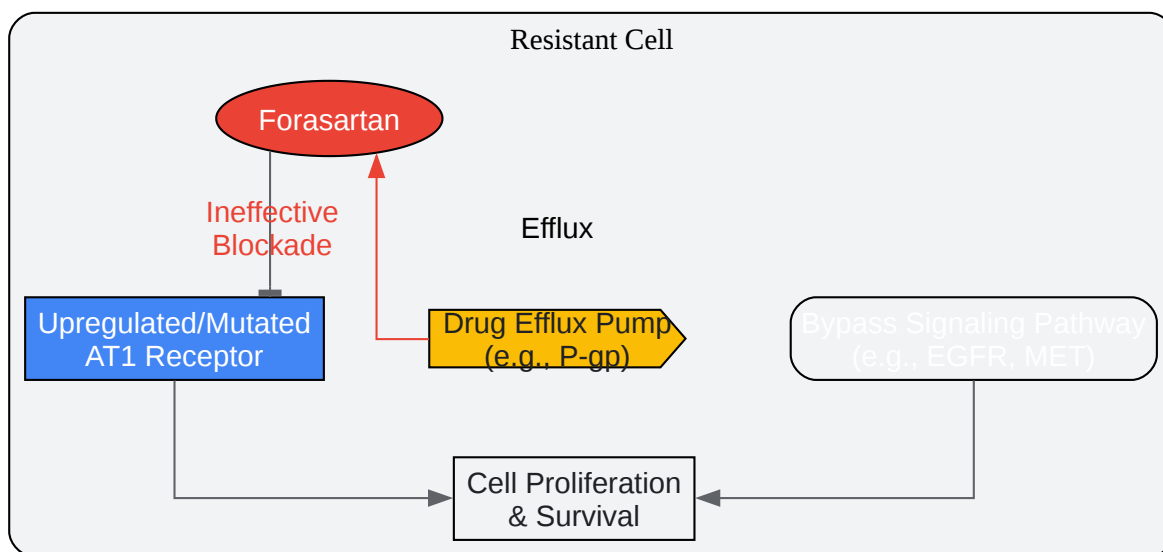 Resistant Cell
Forasartan
Ineffective
Blockade
Efflux
Upregulated/Mutated
AT1 Receptor
Drug Efflux Pump
(e.g., P-gp)
Bypass Signaling Pathway
(e.g., EGFR, MET)
Cell Proliferation
& Survival